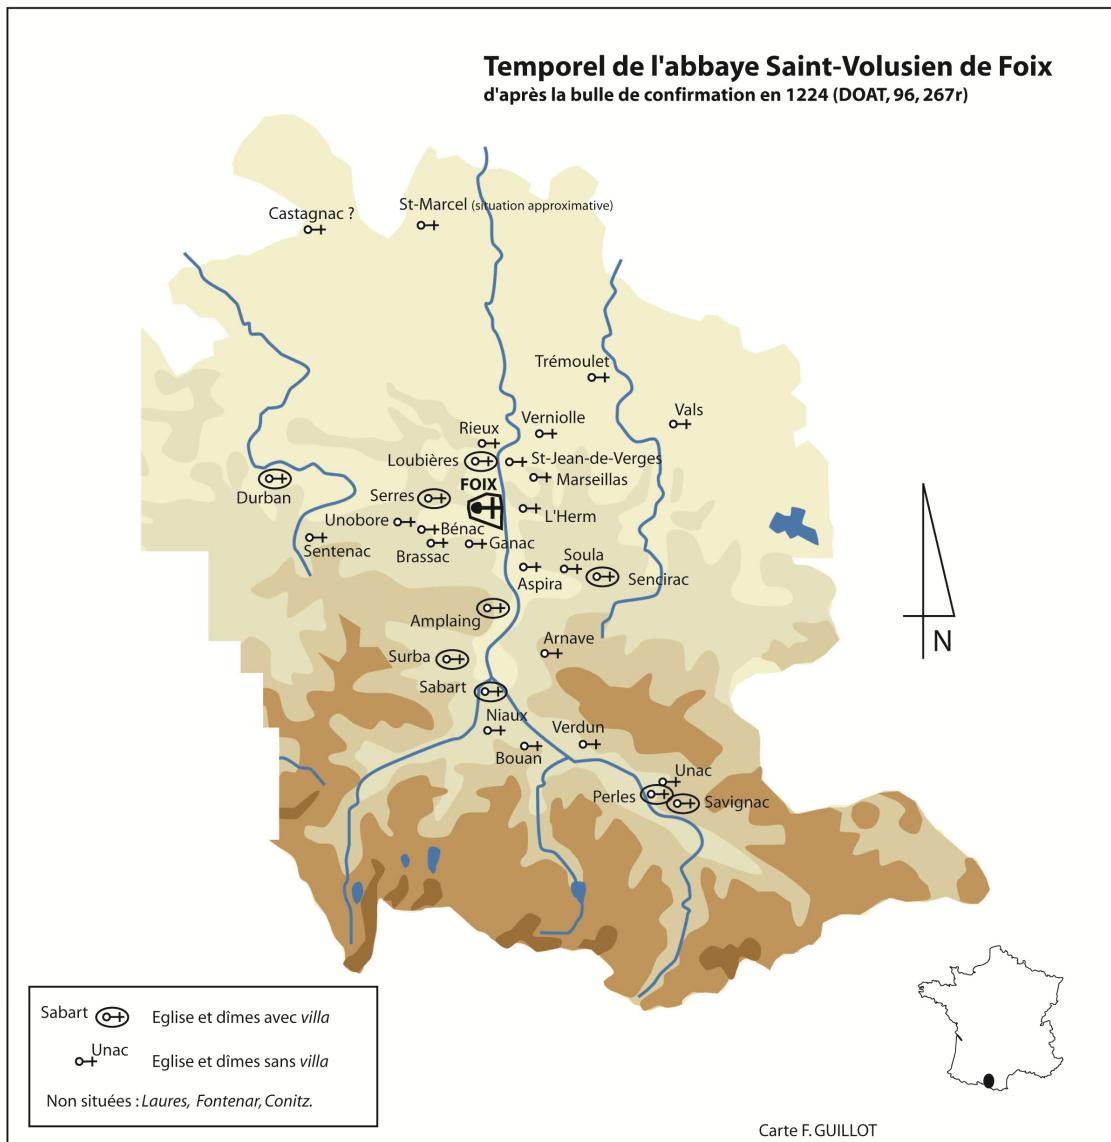 Temporel de l'abbaye Saint-Volusien de Foix
d'après la bulle de confirmation en 1224 (DOAT, 96, 267r)
St-Marcel (situation approximative)
Castagnac ?
Trémoulet
Vals
Verniolle
Rieux
Loubières
St-Jean-de-Verges
Marseillas
FOIX
Durban
Serres
L'Herm
Unobore
Bénac
Sentenac
Brassac
Ganac
Soula
Aspira
Sencirac
Amplaing
Arnave
Surba
Sabart
Niaux
Verdun
Bouan
Unac
Perles
Savignac
N
Sabart Eglise et dîmes avec villa
Unac Eglise et dîmes sans villa
Non situées : Laures, Fontenar, Conitz.
Carte F. GUILLOT